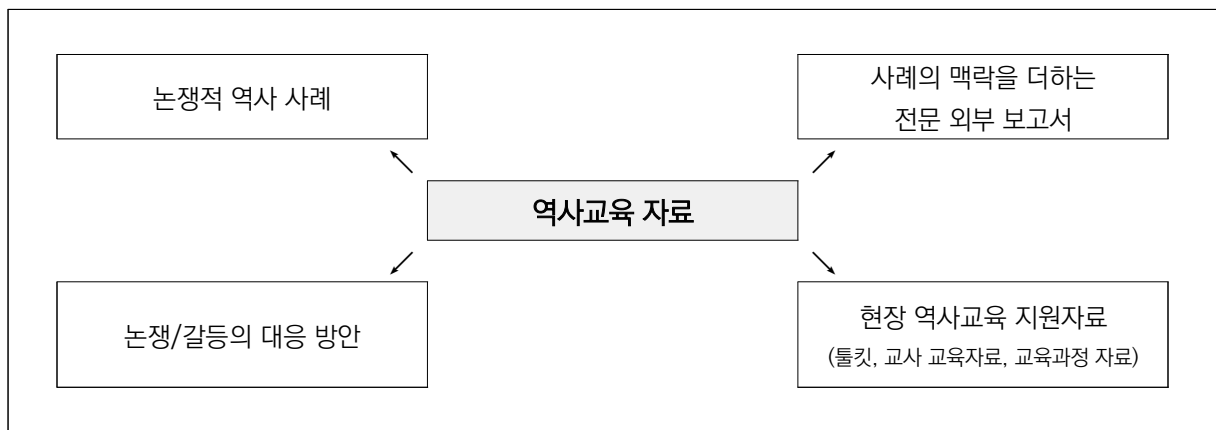 논쟁적 역사 사례
사례의 맥락을 더하는
전문 외부 보고서
역사교육 자료
논쟁/갈등의 대응 방안
현장 역사교육 지원자료
(툴킷, 교사 교육자료, 교육과정 자료)